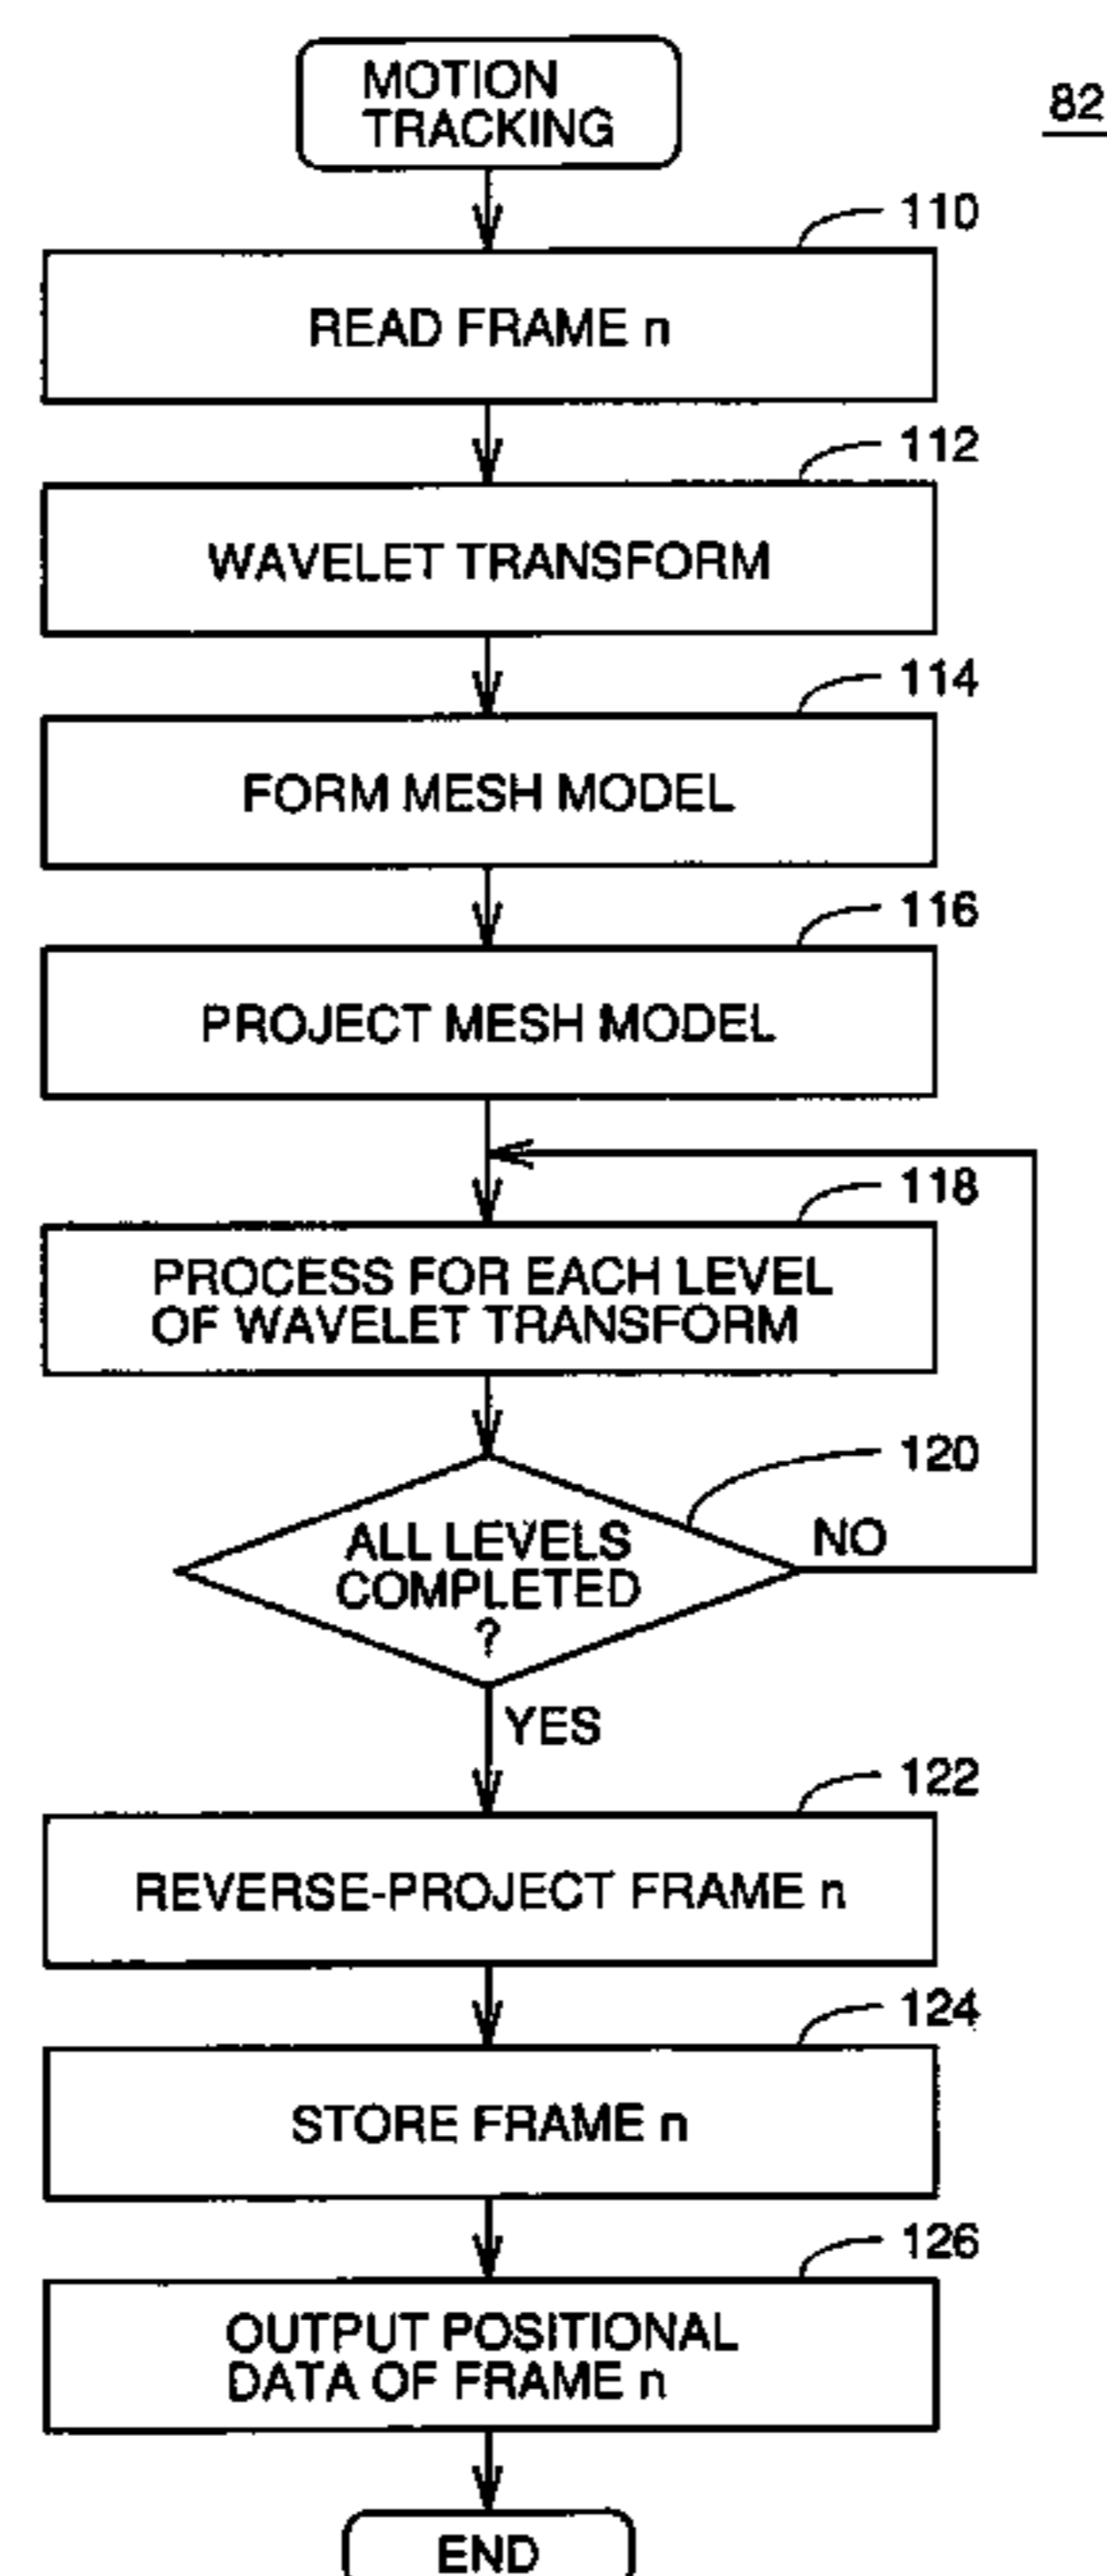 MOTION
TRACKING
82
110
READ FRAME n
112
WAVELET TRANSFORM
114
FORM MESH MODEL
116
PROJECT MESH MODEL
118
PROCESS FOR EACH LEVEL
OF WAVELET TRANSFORM
120
ALL LEVELS
COMPLETED
?
NO
YES
122
REVERSE-PROJECT FRAME n
124
STORE FRAME n
126
OUTPUT POSITIONAL
DATA OF FRAME n
END